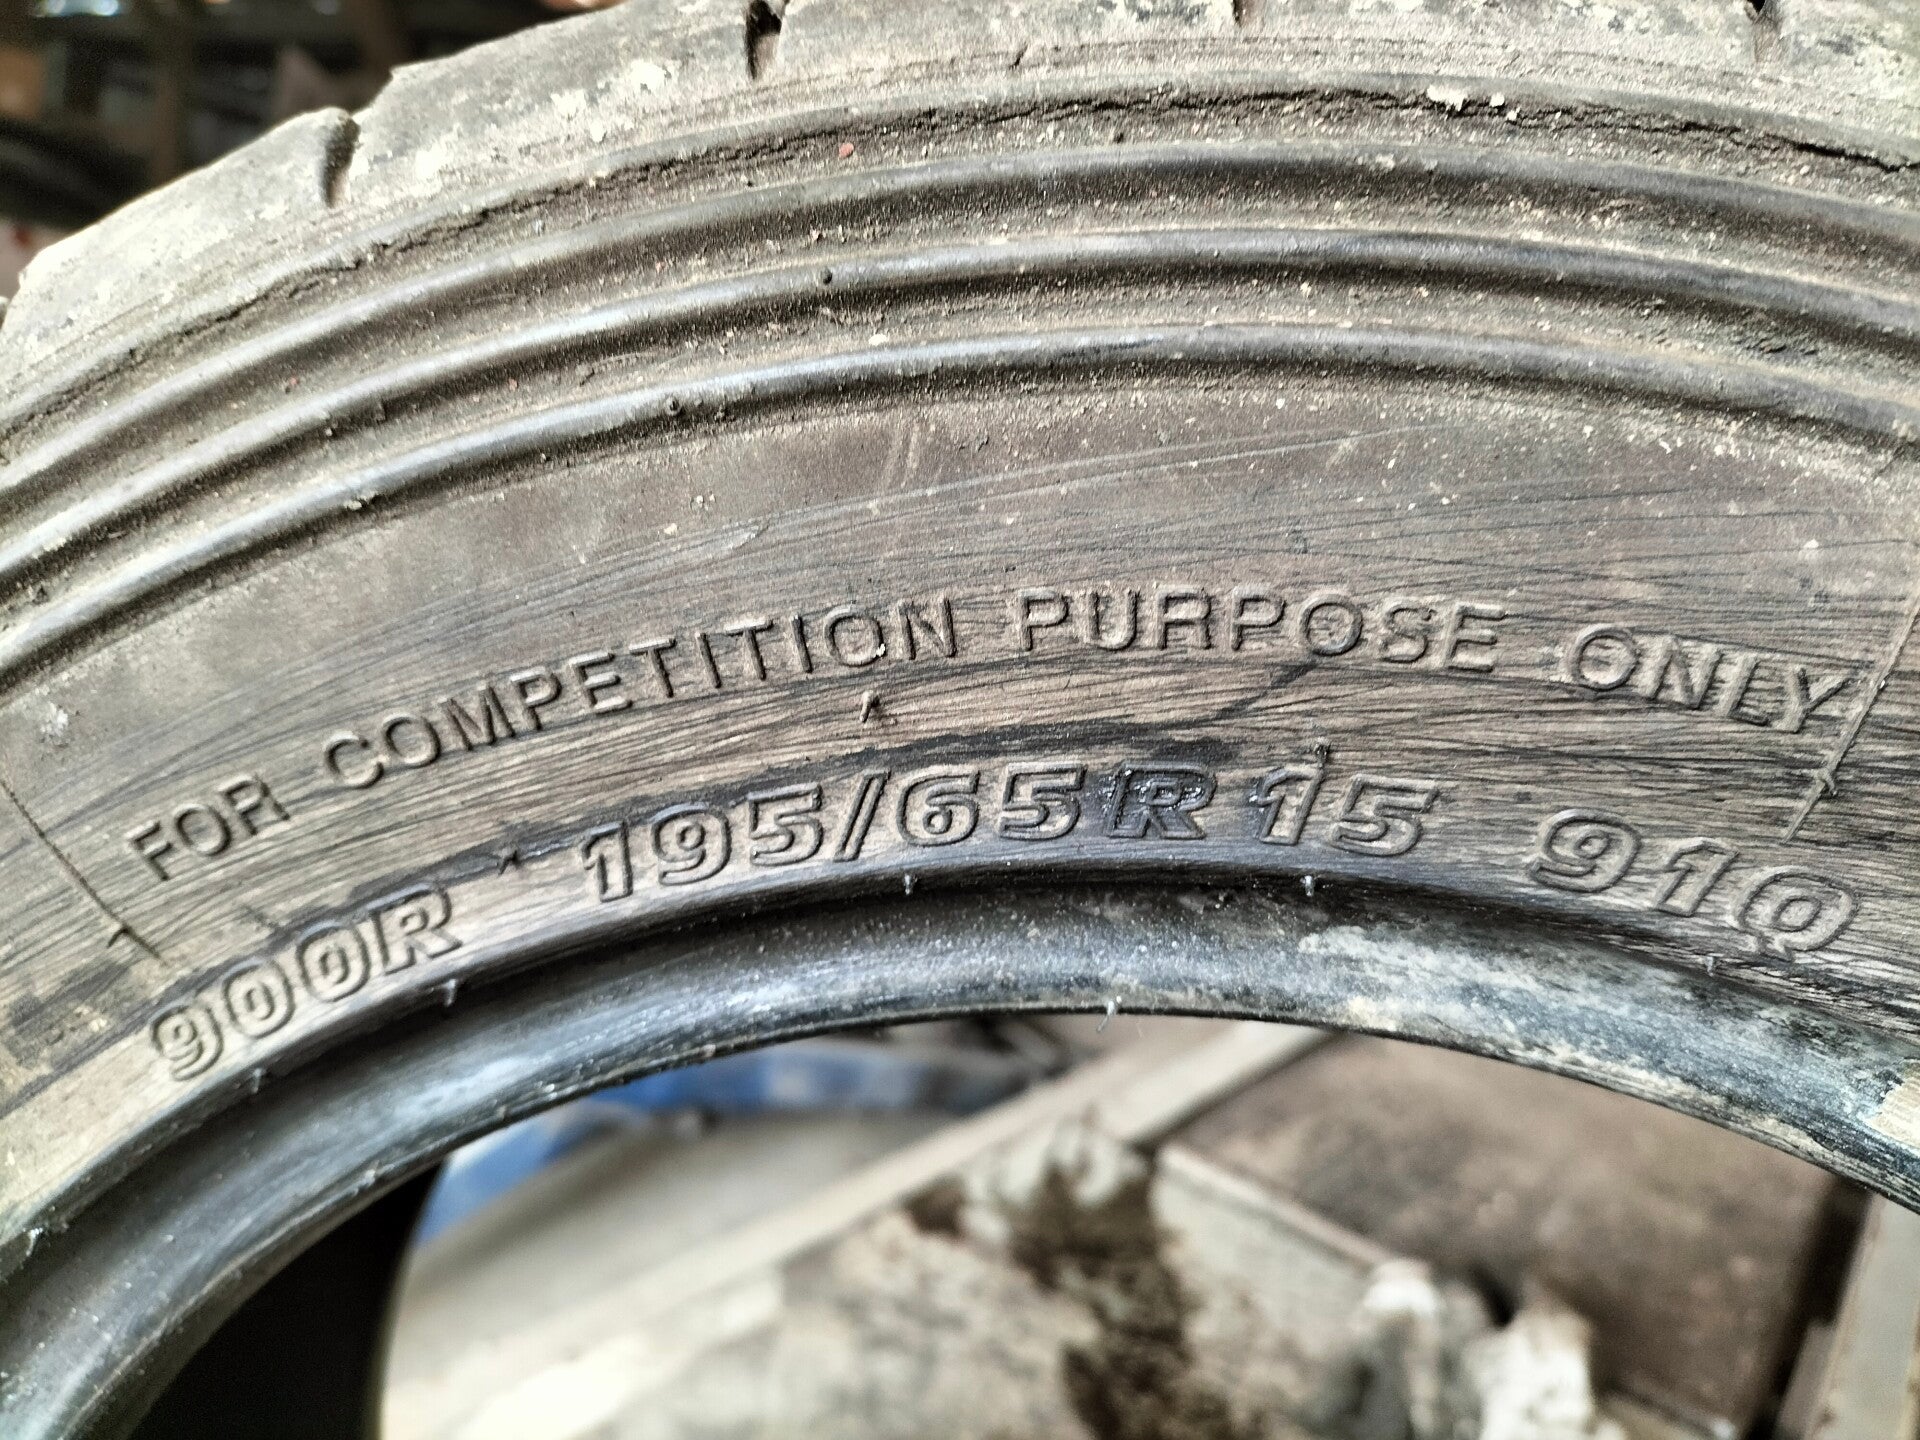 FOR COMPETITION PURPOSE ONLY
900R 195/65R15 91Q